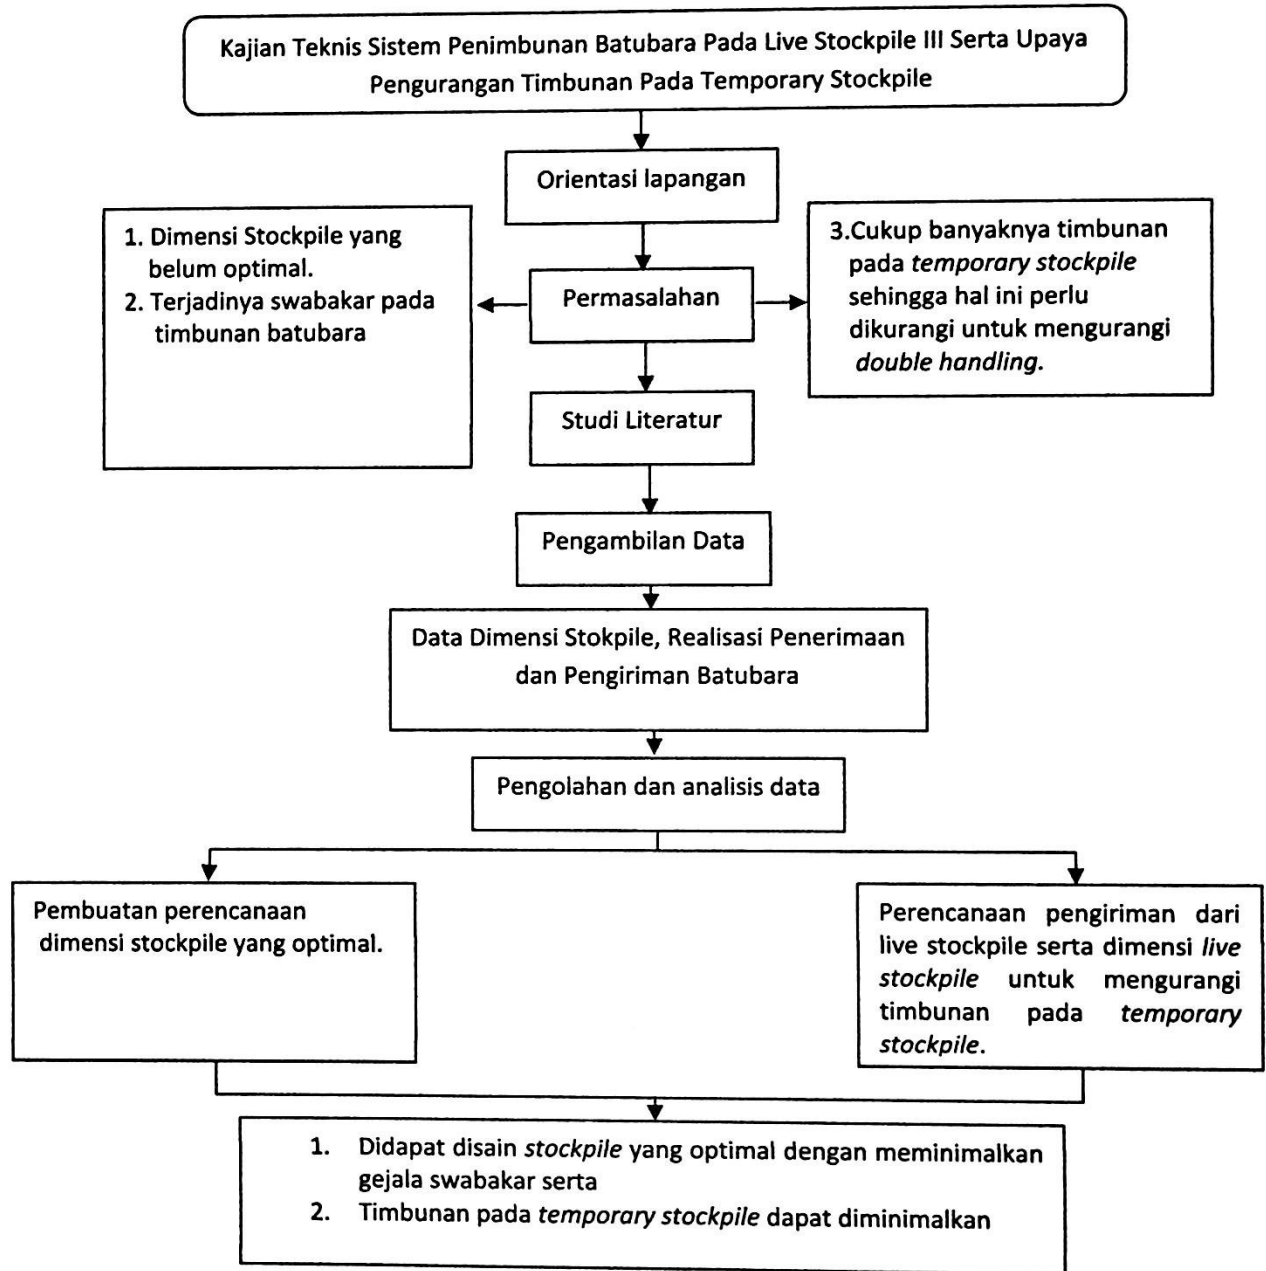 Kajian Teknis Sistem Penimbunan Batubara Pada Live Stockpile III Serta Upaya
Pengurangan Timbunan Pada Temporary Stockpile
Orientasi lapangan
1. Dimensi Stockpile yang
belum optimal.
2. Terjadinya swabakar pada
timbunan batubara
Permasalahan
3.Cukup banyaknya timbunan
pada temporary stockpile
sehingga hal ini perlu
dikurangi untuk mengurangi
double handling.
Studi Literatur
Pengambilan Data
Data Dimensi Stokpile, Realisasi Penerimaan
dan Pengiriman Batubara
Pengolahan dan analisis data
Pembuatan perencanaan
dimensi stockpile yang optimal.
Perencanaan pengiriman dari
live stockpile serta dimensi live
stockpile untuk mengurangi
timbunan pada temporary
stockpile.
1. Didapat disain stockpile yang optimal dengan meminimalkan
gejala swabakar serta
2. Timbunan pada temporary stockpile dapat diminimalkan